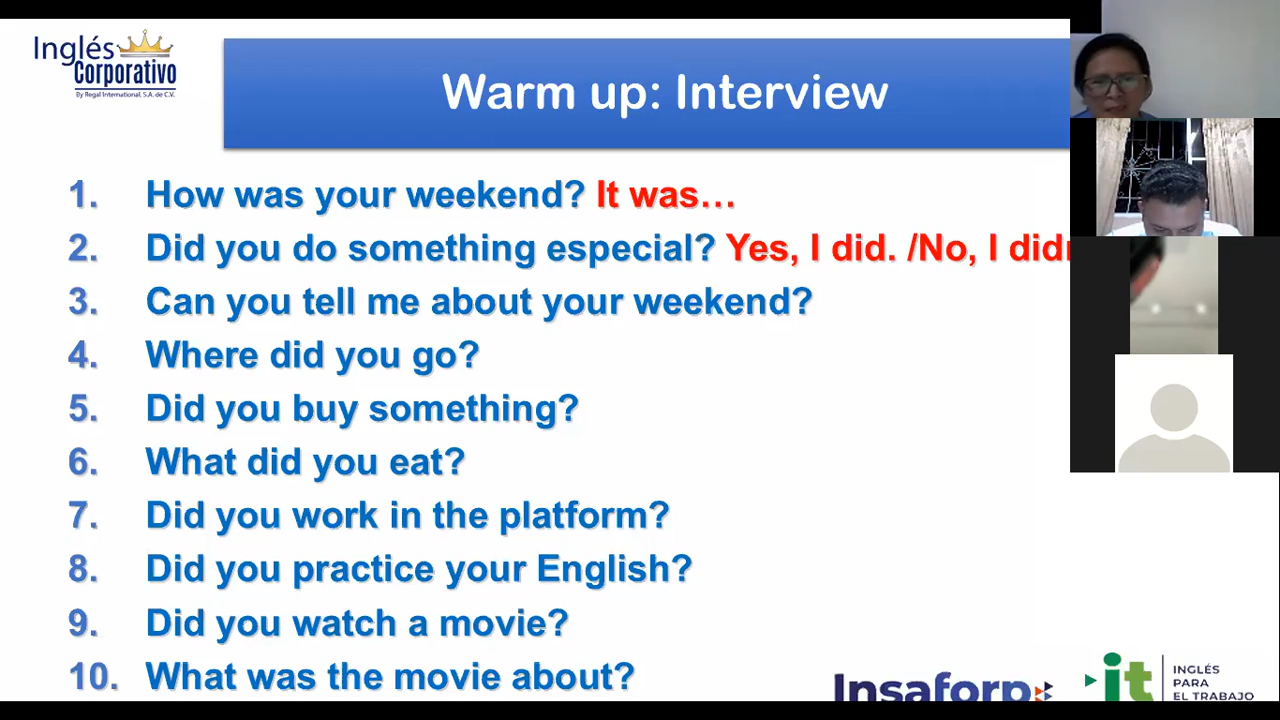 Inglés
Corporativo
By Regal International, S.A. de C.V.
Warm up: Interview
1. How was your weekend? It was…
2. Did you do something especial? Yes, I did. /No, I
3. Can you tell me about your weekend?
4. Where did you go?
5. Did you buy something?
6. What did you eat?
7. Did you work in the platform?
8. Did you practice your English?
9. Did you watch a movie?
10. What was the movie about?
Insaforp
it
INGLÉS
PARA
EL TRABAJO